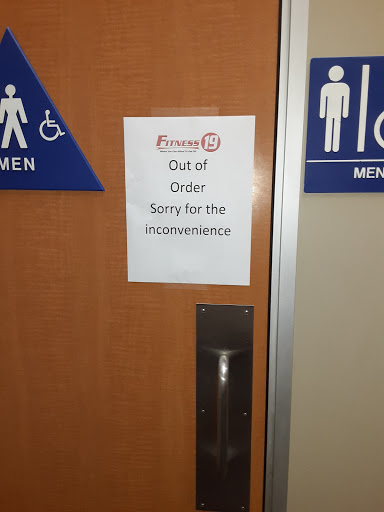 MEN
FITNESS 19
Out of
Order
Sorry for the
inconvenience
MEN